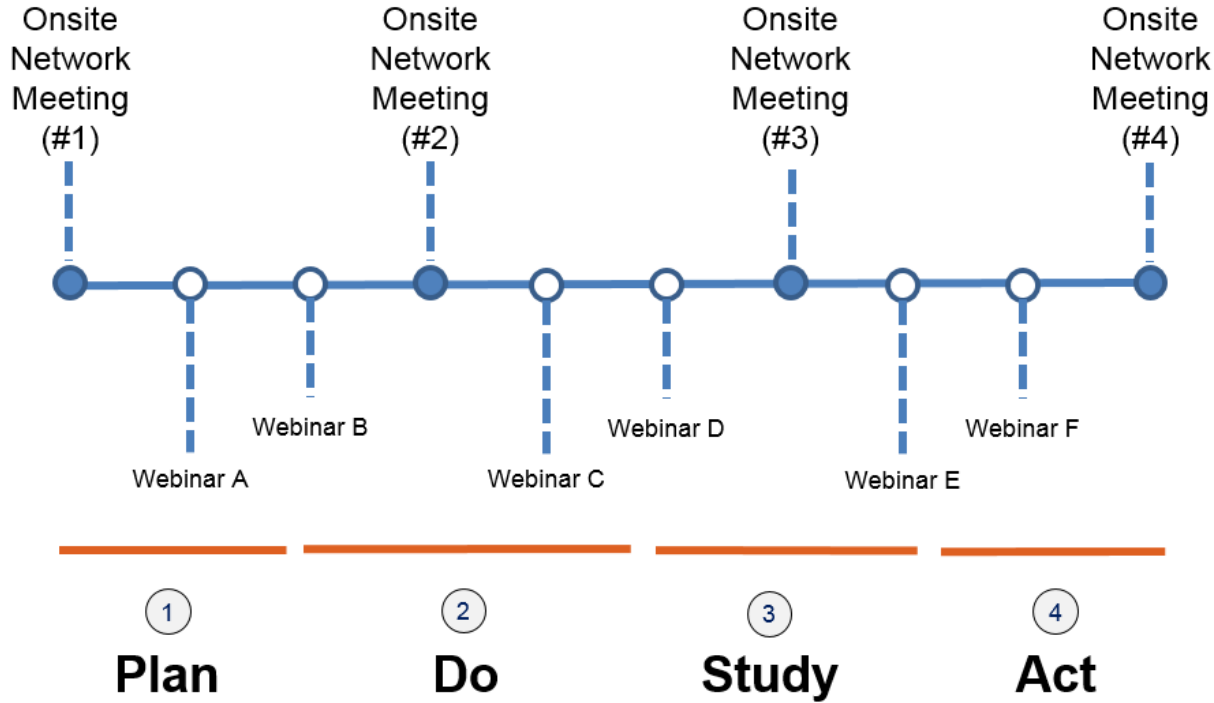 Onsite
Network
Meeting
(#1)
Onsite
Network
Meeting
(#2)
Onsite
Network
Meeting
(#3)
Onsite
Network
Meeting
(#4)
Webinar A
Webinar B
Webinar C
Webinar D
Webinar E
Webinar F
1
Plan
2
Do
3
Study
4
Act